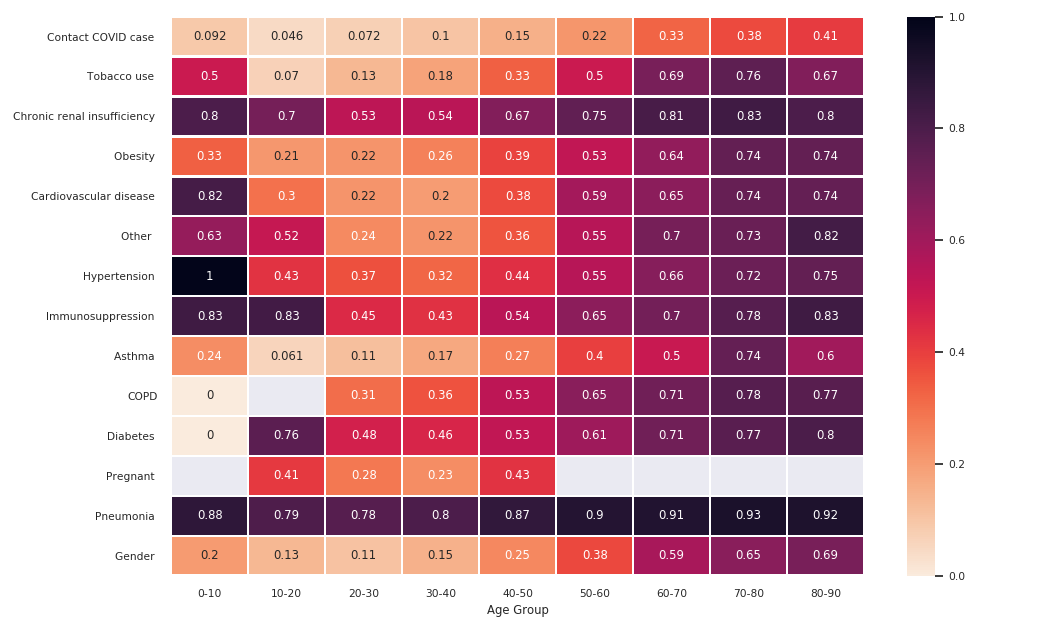 Contact COVID case 0.092 0.046 0.072 0.1 0.15 0.22 0.33 0.38 0.41
Tobacco use 0.5 0.07 0.13 0.18 0.33 0.5 0.69 0.76 0.67
Chronic renal insufficiency 0.8 0.7 0.53 0.54 0.67 0.75 0.81 0.83 0.8
Obesity 0.33 0.21 0.22 0.26 0.39 0.53 0.64 0.74 0.74
Cardiovascular disease 0.82 0.3 0.22 0.2 0.38 0.59 0.65 0.74 0.74
Other 0.63 0.52 0.24 0.22 0.36 0.55 0.7 0.73 0.82
Hypertension 1 0.43 0.37 0.32 0.44 0.55 0.66 0.72 0.75
Immunosuppression 0.83 0.83 0.45 0.43 0.54 0.65 0.7 0.78 0.83
Asthma 0.24 0.061 0.11 0.17 0.27 0.4 0.5 0.74 0.6
COPD 0 0.31 0.36 0.53 0.65 0.71 0.78 0.77
Diabetes 0 0.76 0.48 0.46 0.53 0.61 0.71 0.77 0.8
Pregnant 0.41 0.28 0.23 0.43
Pneumonia 0.88 0.79 0.78 0.8 0.87 0.9 0.91 0.93 0.92
Gender 0.2 0.13 0.11 0.15 0.25 0.38 0.59 0.65 0.69
0-10 10-20 20-30 30-40 40-50 50-60 60-70 70-80 80-90
Age Group
1.0
0.8
0.6
0.4
0.2
0.0